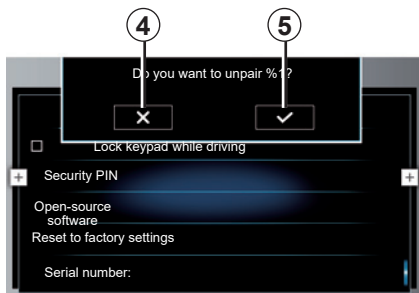 4 5
Do you want to unpair %1?
Lock keypad while driving
Security PIN
Open-source
software
Reset to factory settings
Serial number: